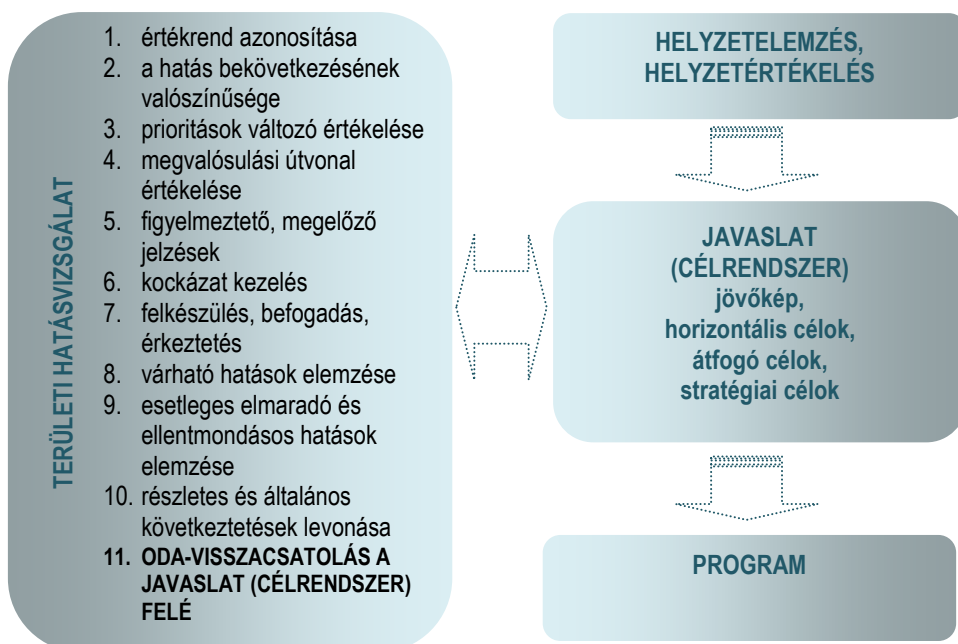 TERÜLETI HATÁSVIZSGÁLAT
1. értékrend azonosítása
2. a hatás bekövetkezésének
valószínűsége
3. prioritások változó értékelése
4. megvalósulási útvonal
értékelése
5. figyelmeztető, megelőző
jelzések
6. kockázat kezelés
7. felkészülés, befogadás,
érkeztetés
8. várható hatások elemzése
9. esetleges elmaradó és
ellentmondásos hatások
elemzése
10. részletes és általános
következtetések levonása
11. ODA-VISSZACSATOLÁS A
JAVASLAT (CÉLRENDSZER)
FELÉ
HELYZETELEMZÉS,
HELYZETÉRTÉKELÉS
JAVASLAT
(CÉLRENDSZER)
jövőkép,
horizontális célok,
átfogó célok,
stratégiai célok
PROGRAM